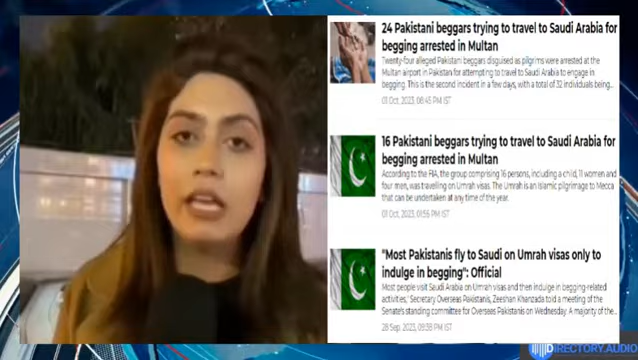 24 Pakistani beggars trying to travel to Saudi Arabia for
begging arrested in Multan
Twenty-four alleged Pakistani beggars disguised as pilgrims were arrested at the
Multan airport in Pakistan for attempting to travel to Saudi Arabia to engage in
begging. This is the second incident in a few days, with a total of 32 individuals being...
01 Oct, 2023, 08:45 PM IST
16 Pakistani beggars trying to travel to Saudi Arabia for
begging arrested in Multan
According to the FIA, the group comprising 16 persons, including a child, 11 women and
four men, was travelling on Umrah visas. The Umrah is an Islamic pilgrimage to Mecca
that can be undertaken at any time of the year.
01 Oct, 2023, 01:56 PM IST
"Most Pakistanis fly to Saudi on Umrah visas only to
indulge in begging": Official
Most people visit Saudi Arabia on Umrah visas and then indulge in begging-related
activities,' Secretary Overseas Pakistanis, Zeeshan Khanzada told a meeting of the
Senate's standing committee for Overseas Pakistanis on Wednesday. A majority of the...
28 Sep, 2023, 09:38 PM IST
DIRECTORY.AUDIO